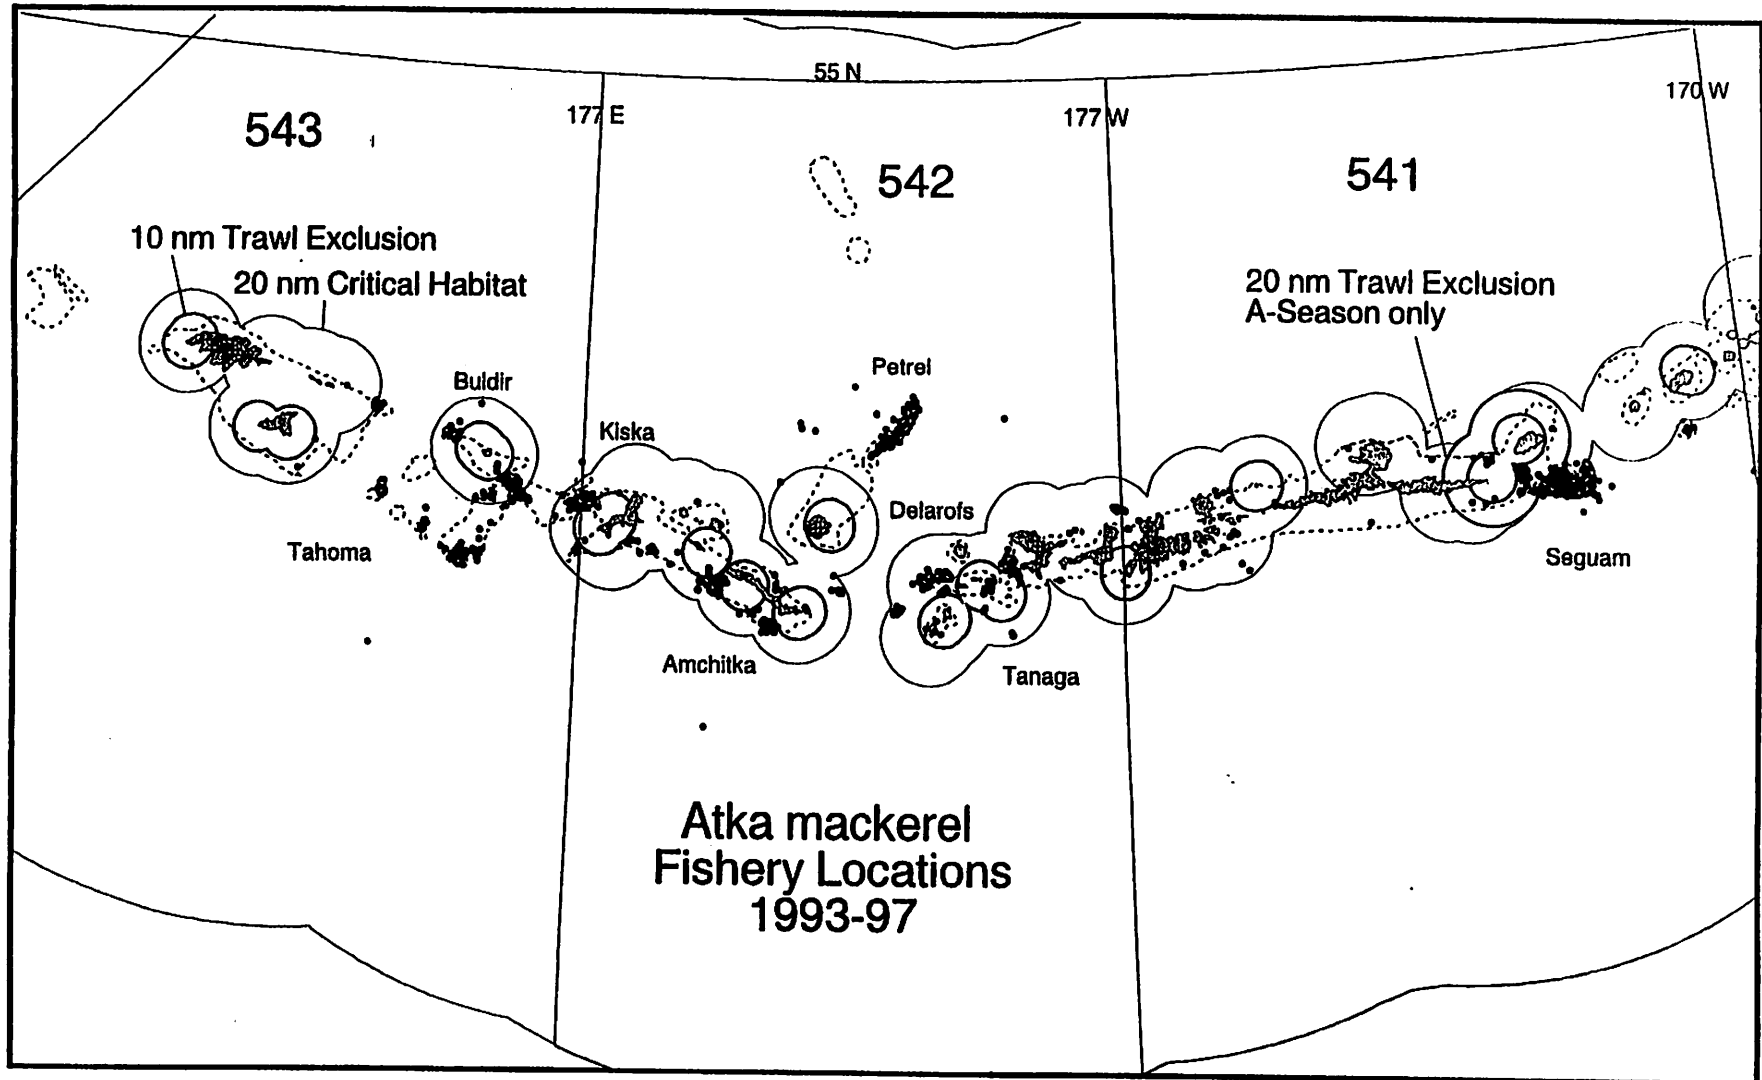 55 N
170 W
177 E
177 W
543
542
541
10 nm Trawl Exclusion
20 nm Critical Habitat
20 nm Trawl Exclusion
A-Season only
Petrel
Buldir
Kiska
Delarofs
Tahoma
Seguam
Amchitka
Tanaga
Atka mackerel
Fishery Locations
1993-97